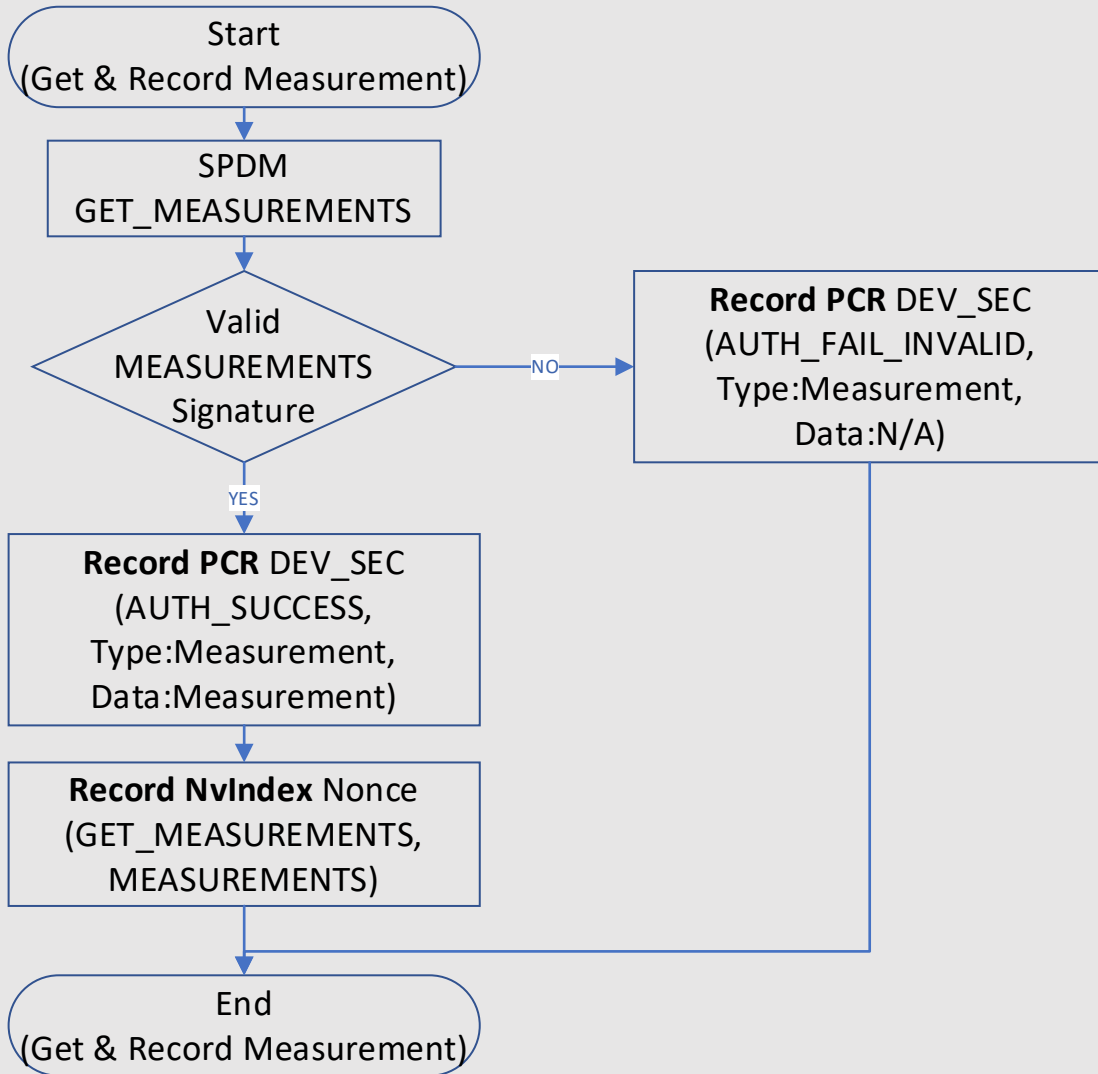 Start
(Get & Record Measurement)
SPDM
GET_MEASUREMENTS
Valid
MEASUREMENTS
Signature
NO
Record PCR DEV_SEC
(AUTH_FAIL_INVALID,
Type:Measurement,
Data:N/A)
YES
Record PCR DEV_SEC
(AUTH_SUCCESS,
Type:Measurement,
Data:Measurement)
Record NvIndex Nonce
(GET_MEASUREMENTS,
MEASUREMENTS)
End
(Get & Record Measurement)